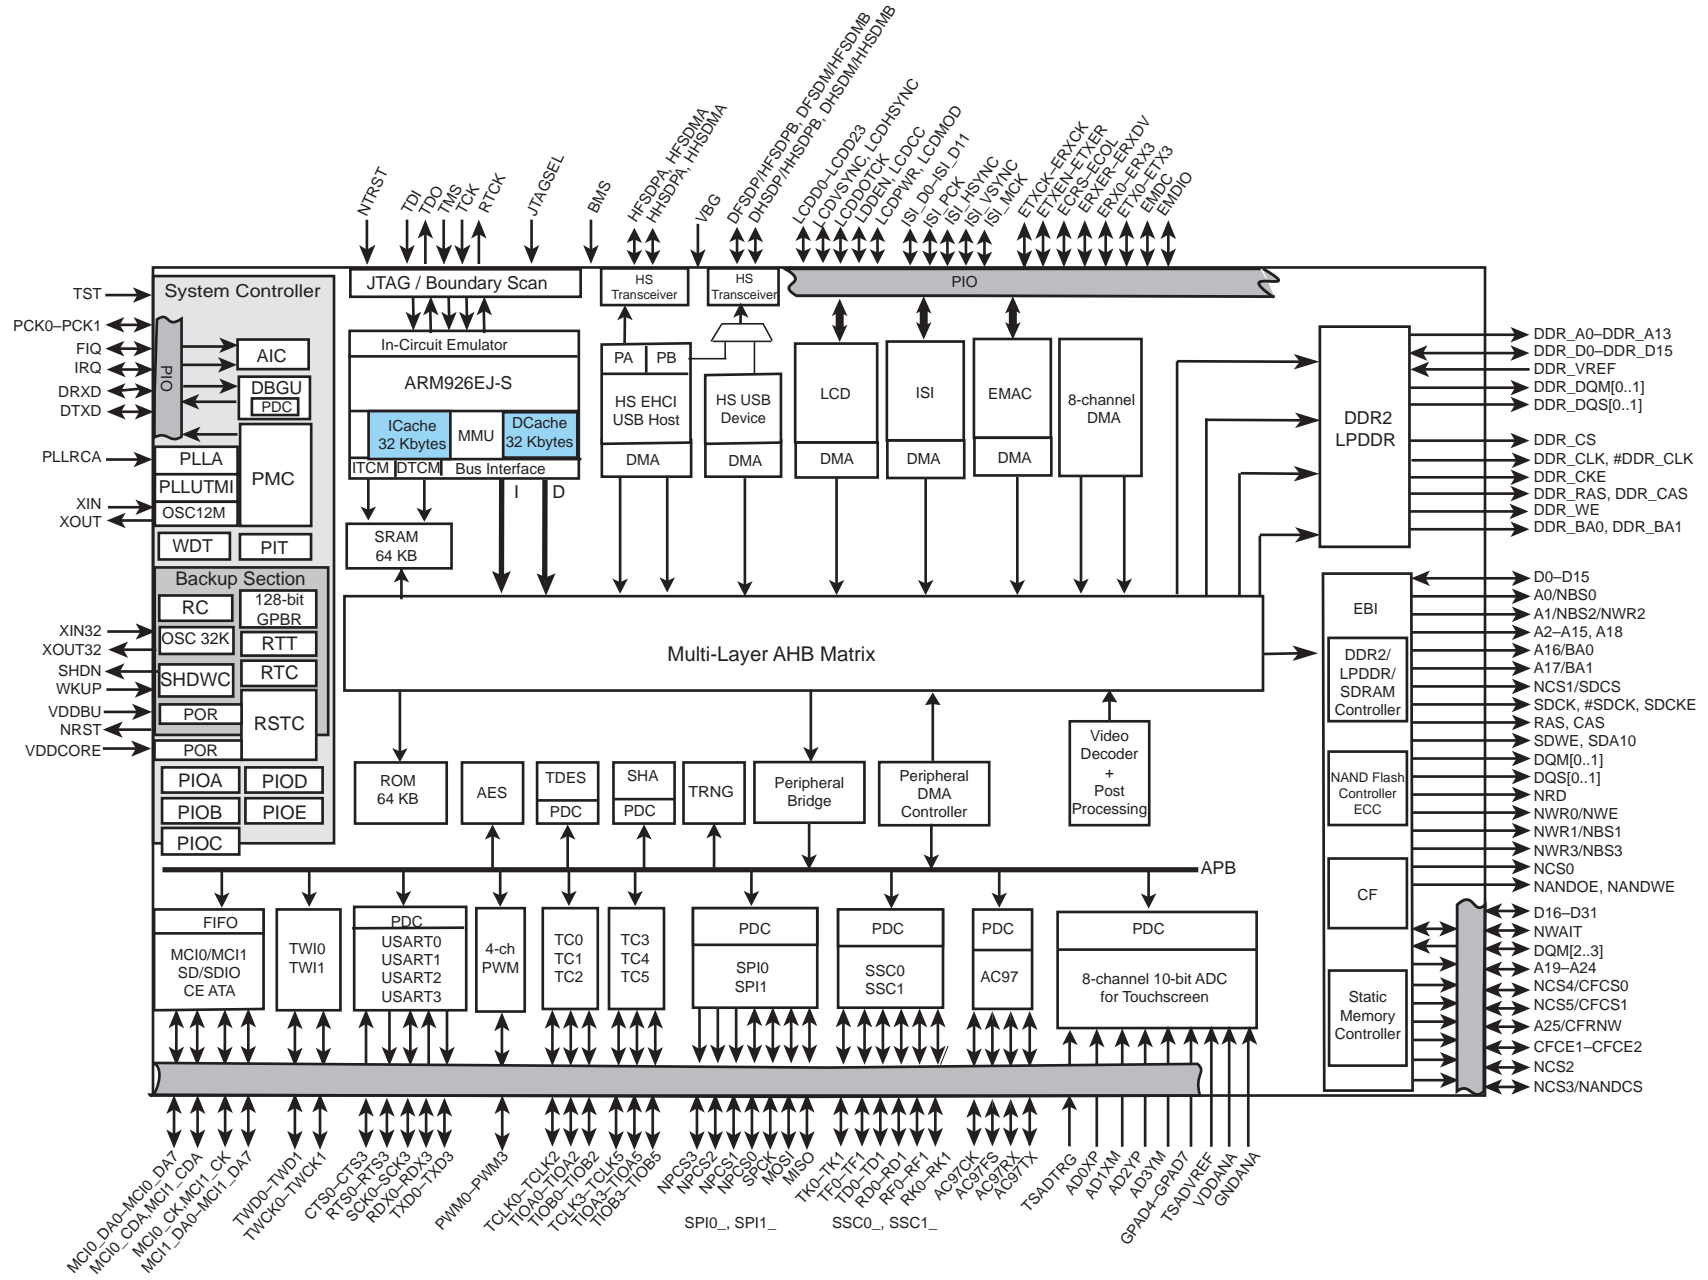 NTRST
TDI
TDO
TMS
TCK
RTCK
JTAGSEL
BMS
HFSDPA, HFSDMA
HHSDPA, HHSDMA
VBG
DFSDP/HFSDPB, DFSDM/HFSDMB
DHSDP/HHSDPB, DHSDM/HHSDMB
LCDD0–LCDD23
LCDVSYNC, LCDHSYNC
LCDDOTCK
LDDEN, LCDCC
LCDPWR, LCDMOD
ISI_D0–ISI_D11
ISI_PCK
ISI_HSYNC
ISI_VSYNC
ISI_MCK
ETXCK–ERXCK
ETXEN–ETXER
ECRS–ECOL
ERXER–ERXDV
ERX0–ERX3
ETX0–ETX3
EMDC
EMDIO
TST
PCK0–PCK1
FIQ
IRQ
DRXD
DTXD
PLLRCA
XIN
XOUT
XIN32
XOUT32
SHDN
WKUP
VDDBU
NRST
VDDCORE
System Controller
PIO
AIC
DBGU
PDC
PLLA
PLLUTMI
OSC12M
PMC
WDT
PIT
Backup Section
RC
128-bit
GPBR
OSC 32K
RTT
SHDWC
RTC
POR
RSTC
POR
PIOA
PIOD
PIOB
PIOE
PIOC
JTAG / Boundary Scan
In-Circuit Emulator
ARM926EJ-S
ICache
32 Kbytes
MMU
DCache
32 Kbytes
ITCM
DTCM
Bus Interface
I
D
SRAM
64 KB
HS
Transceiver
HS
Transceiver
PIO
PA
PB
HS EHCI
USB Host
DMA
HS USB
Device
DMA
LCD
DMA
ISI
DMA
EMAC
DMA
8-channel
DMA
Multi-Layer AHB Matrix
DDR2
LPDDR
DDR_A0–DDR_A13
DDR_D0–DDR_D15
DDR_VREF
DDR_DQM[0..1]
DDR_DQS[0..1]
DDR_CS
DDR_CLK, #DDR_CLK
DDR_CKE
DDR_RAS, DDR_CAS
DDR_WE
DDR_BA0, DDR_BA1
EBI
DDR2/
LPDDR/
SDRAM
Controller
NAND Flash
Controller
ECC
CF
Static
Memory
Controller
D0–D15
A0/NBS0
A1/NBS2/NWR2
A2–A15, A18
A16/BA0
A17/BA1
NCS1/SDCS
SDCK, #SDCK, SDCKE
RAS, CAS
SDWE, SDA10
DQM[0..1]
DQS[0..1]
NRD
NWR0/NWE
NWR1/NBS1
NWR3/NBS3
NCS0
NANDOE, NANDWE
D16–D31
NWAIT
DQM[2..3]
A19–A24
NCS4/CFCS0
NCS5/CFCS1
A25/CFRNW
CFCE1–CFCE2
NCS2
NCS3/NANDCS
ROM
64 KB
AES
TDES
PDC
SHA
PDC
TRNG
Peripheral
Bridge
Peripheral
DMA
Controller
Video
Decoder
+
Post
Processing
APB
FIFO
MCI0/MCI1
SD/SDIO
CE ATA
TWI0
TWI1
PDC
USART0
USART1
USART2
USART3
4-ch
PWM
TC0
TC1
TC2
TC3
TC4
TC5
PDC
SPI0
SPI1
PDC
SSC0
SSC1
PDC
AC97
PDC
8-channel 10-bit ADC
for Touchscreen
MCI0_DA0–MCI0_DA7
MCI0_CDA,MCI1_CDA
MCI0_CK,MCI1_CK
MCI1_DA0–MCI1_DA7
TWD0–TWD1
TWCK0–TWCK1
CTS0–CTS3
RTS0–RTS3
SCK0–SCK3
RDX0–RDX3
TXD0–TXD3
PWM0–PWM3
TCLK0–TCLK2
TIOA0–TIOA2
TIOB0–TIOB2
TCLK3–TCLK5
TIOA3–TIOA5
TIOB3–TIOB5
NPCS3
NPCS2
NPCS1
NPCS0
SPCK
MOSI
MISO
SPI0_, SPI1_
TK0–TK1
TF0–TF1
TD0–TD1
RD0–RD1
RF0–RF1
RK0–RK1
SSC0_, SSC1_
AC97CK
AC97FS
AC97RX
AC97TX
TSADTRG
AD0XP
AD1XM
AD2YP
AD3YM
GPAD4–GPAD7
TSADVREF
VDDANA
GNDANA